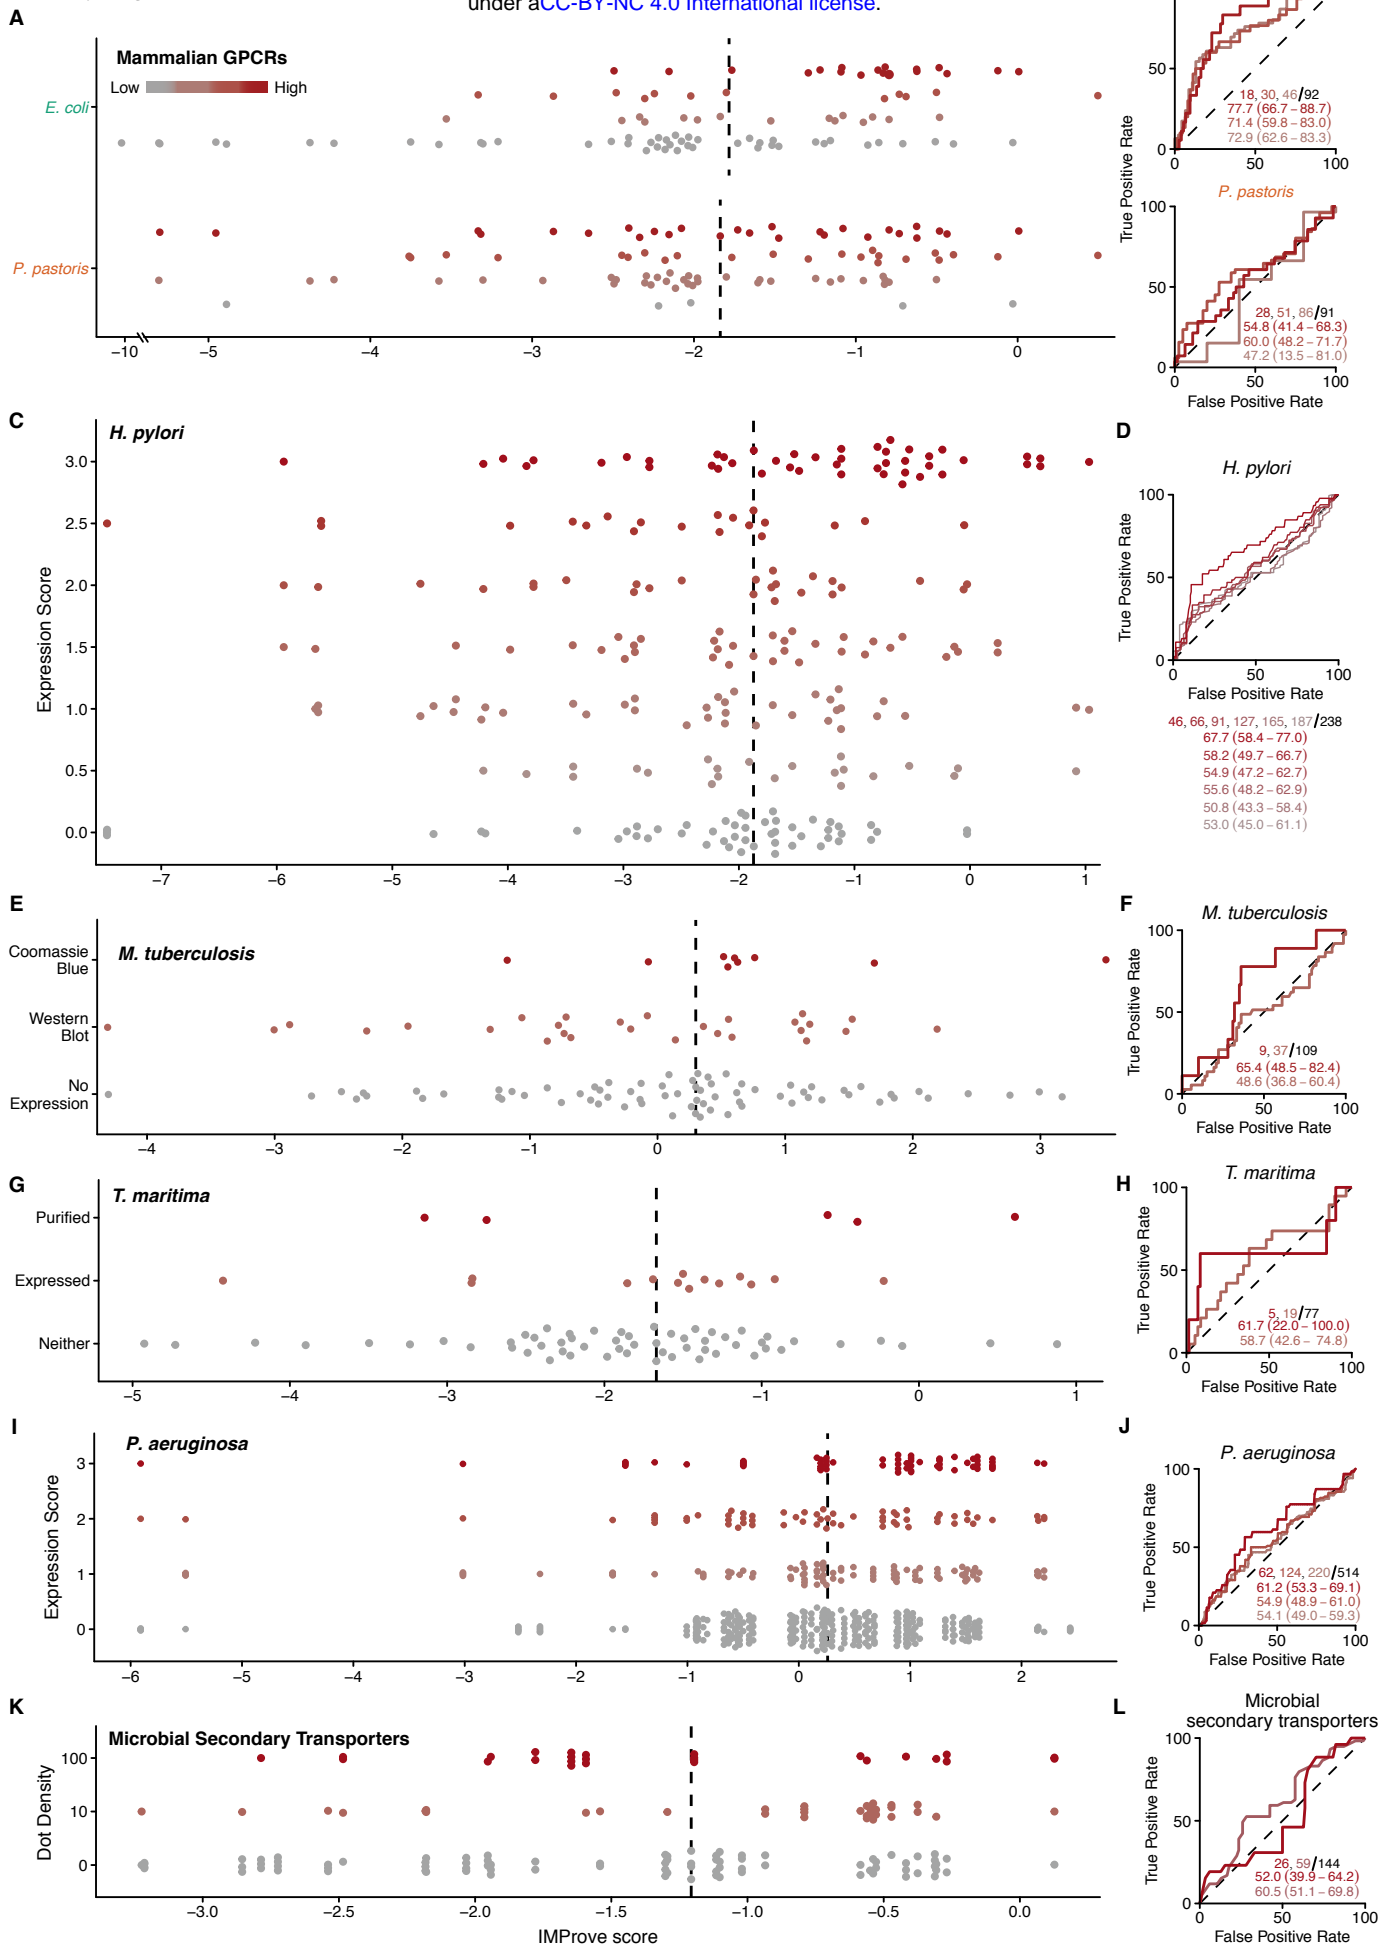 under aCC-BY-NC 4.0 International license.
A
Mammalian GPCRs
Low High
E. coli
P. pastoris
−10 −5 −4 −3 −2 −1 0
True Positive Rate
50
0
18, 30, 46/92
77.7 (66.7 − 88.7)
71.4 (59.8 − 83.0)
72.9 (62.6 − 83.3)
0 50 100
P. pastoris
100
50
0
28, 51, 86/91
54.8 (41.4 − 68.3)
60.0 (48.2 − 71.7)
47.2 (13.5 − 81.0)
0 50 100
False Positive Rate
C
H. pylori
Expression Score
3.0
2.5
2.0
1.5
1.0
0.5
0.0
−7 −6 −5 −4 −3 −2 −1 0 1
D
H. pylori
True Positive Rate
100
50
0
0 50 100
False Positive Rate
46, 66, 91, 127, 165, 187/238
67.7 (58.4 − 77.0)
58.2 (49.7 − 66.7)
54.9 (47.2 − 62.7)
55.6 (48.2 − 62.9)
50.8 (43.3 − 58.4)
53.0 (45.0 − 61.1)
E
M. tuberculosis
Coomassie
Blue
Western
Blot
No
Expression
−4 −3 −2 −1 0 1 2 3
F
M. tuberculosis
True Positive Rate
100
50
0
9, 37/109
65.4 (48.5 − 82.4)
48.6 (36.8 − 60.4)
0 50 100
False Positive Rate
G
T. maritima
Purified
Expressed
Neither
−5 −4 −3 −2 −1 0 1
H
T. maritima
True Positive Rate
100
50
0
5, 19/77
61.7 (22.0 − 100.0)
58.7 (42.6 − 74.8)
0 50 100
False Positive Rate
I
P. aeruginosa
Expression Score
3
2
1
0
−6 −5 −4 −3 −2 −1 0 1 2
J
P. aeruginosa
True Positive Rate
100
50
0
62, 124, 220/514
61.2 (53.3 − 69.1)
54.9 (48.9 − 61.0)
54.1 (49.0 − 59.3)
0 50 100
False Positive Rate
K
Microbial Secondary Transporters
Dot Density
100
10
0
−3.0 −2.5 −2.0 −1.5 −1.0 −0.5 0.0
IMProve score
L
Microbial
secondary transporters
True Positive Rate
100
50
0
26, 59/144
52.0 (39.9 − 64.2)
60.5 (51.1 − 69.8)
0 50 100
False Positive Rate